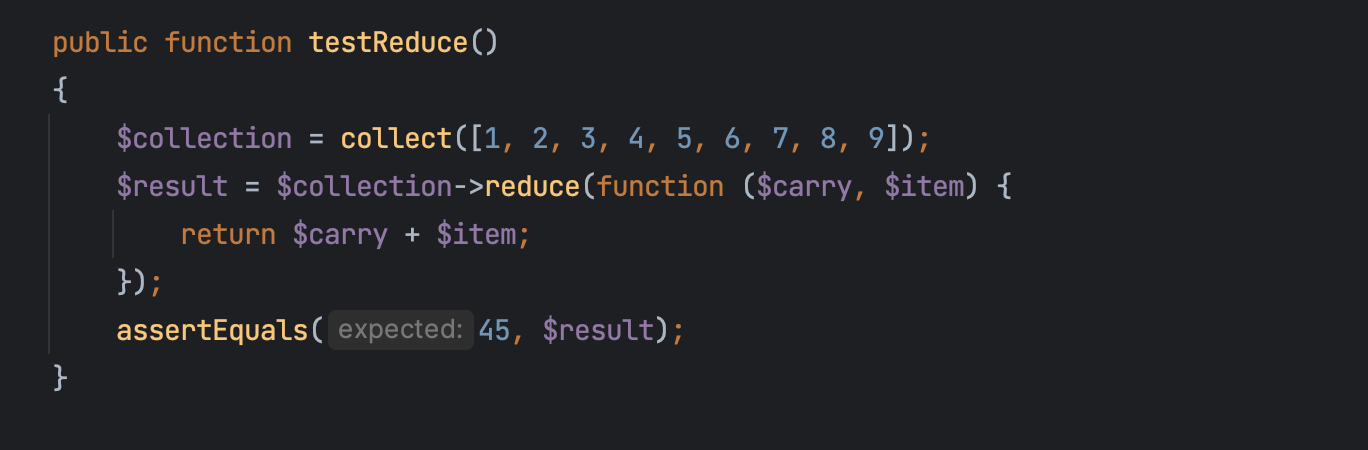 public function testReduce()
{
    $collection = collect([1, 2, 3, 4, 5, 6, 7, 8, 9]);
    $result = $collection->reduce(function ($carry, $item) {
        return $carry + $item;
    });
    assertEquals( expected: 45, $result);
}